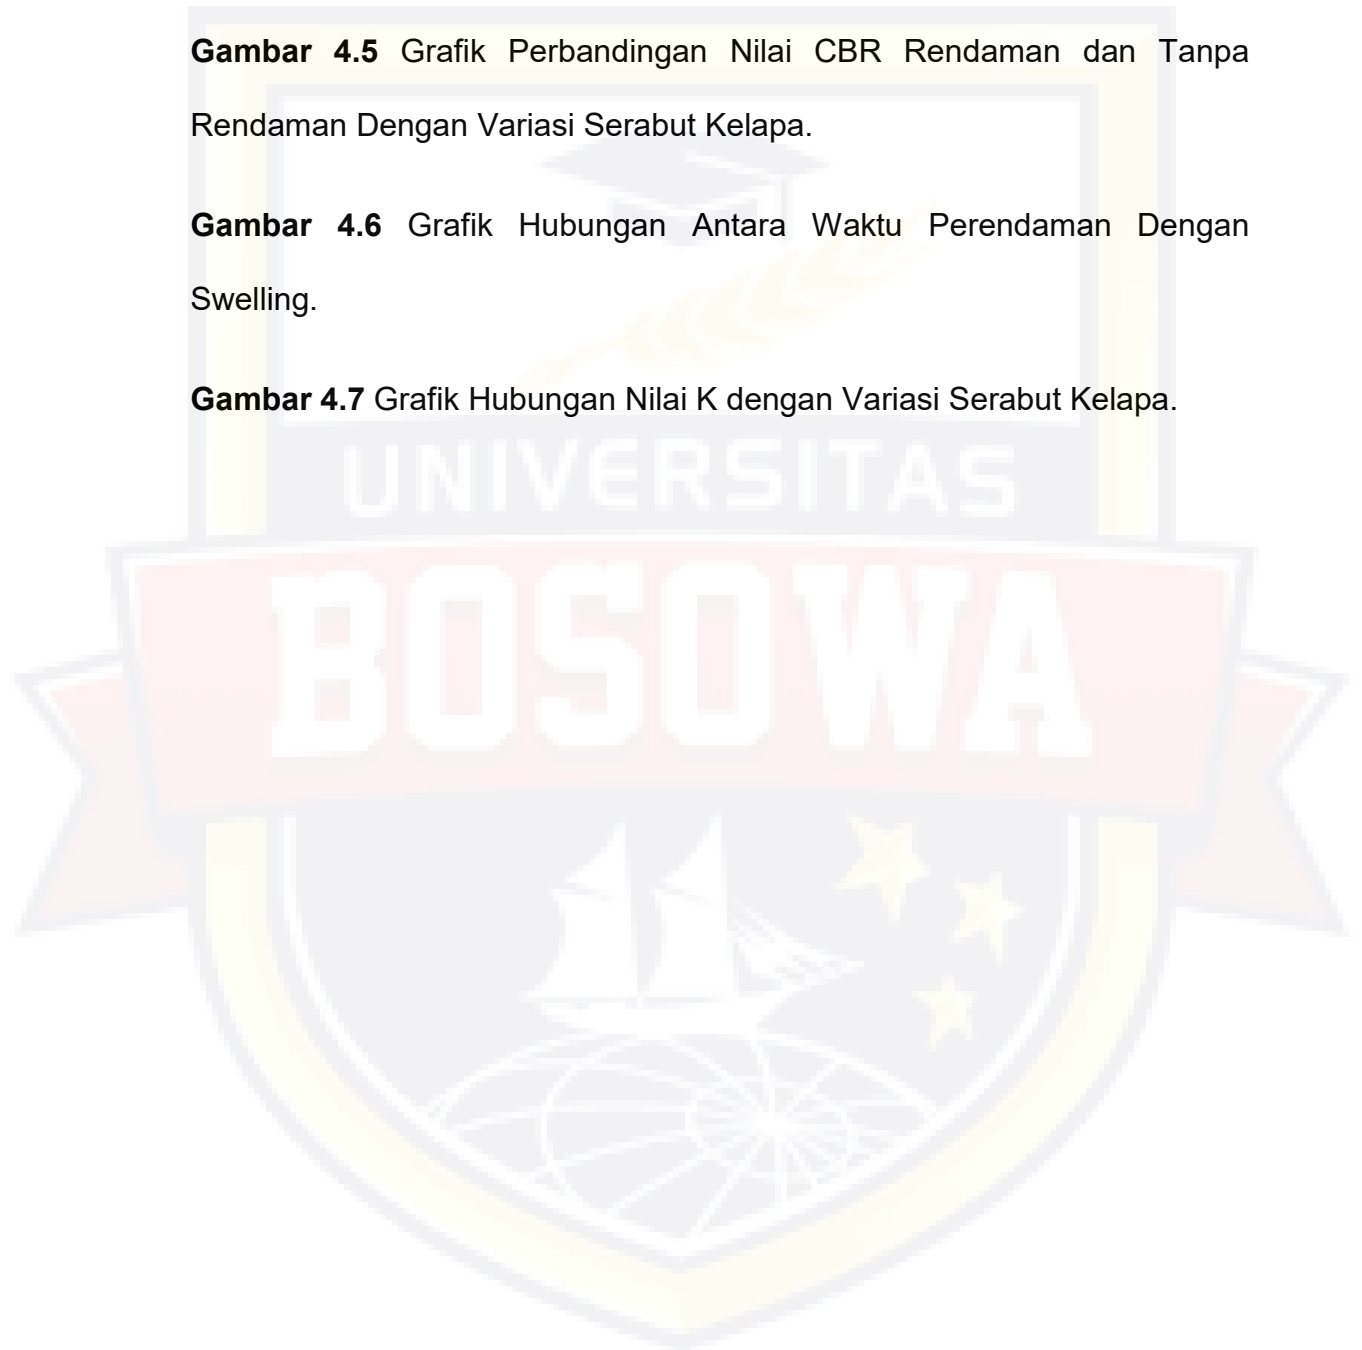 Gambar 4.5 Grafik Perbandingan Nilai CBR Rendaman dan Tanpa
Rendaman Dengan Variasi Serabut Kelapa.
Gambar 4.6 Grafik Hubungan Antara Waktu Perendaman Dengan
Swelling.
Gambar 4.7 Grafik Hubungan Nilai K dengan Variasi Serabut Kelapa.
UNIVERSITAS
BOSOWA